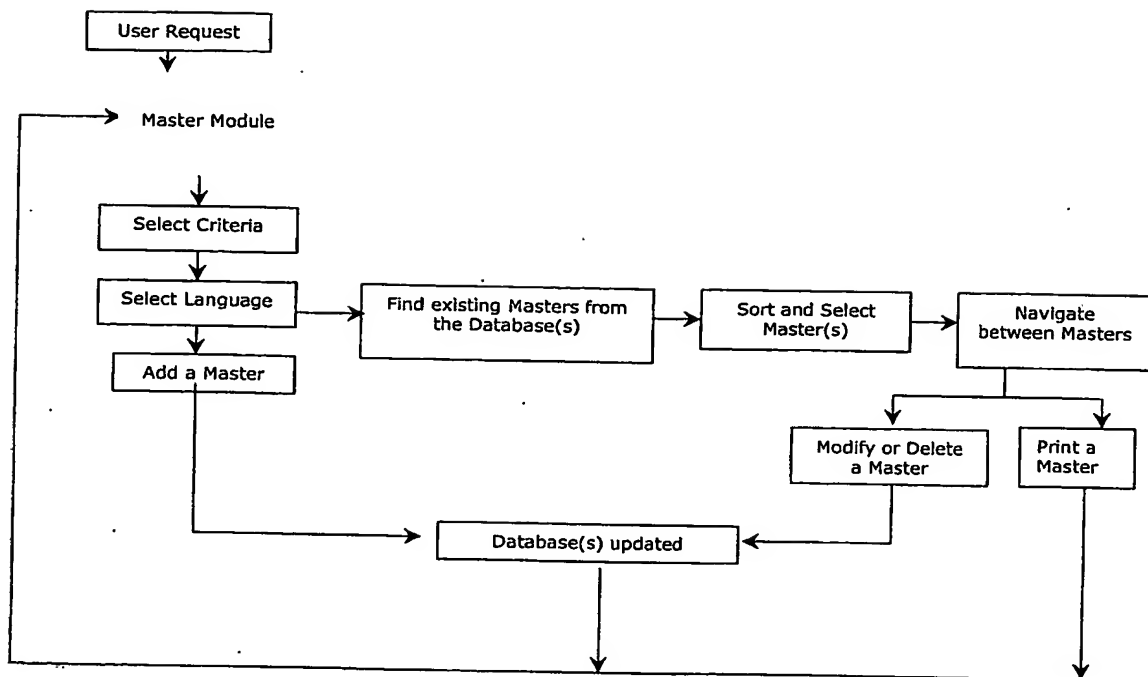 User Request
Master Module
Select Criteria
Select Language
Find existing Masters from
the Database(s)
Sort and Select
Master(s)
Navigate
between Masters
Add a Master
Modify or Delete
a Master
Print a
Master
Database(s) updated